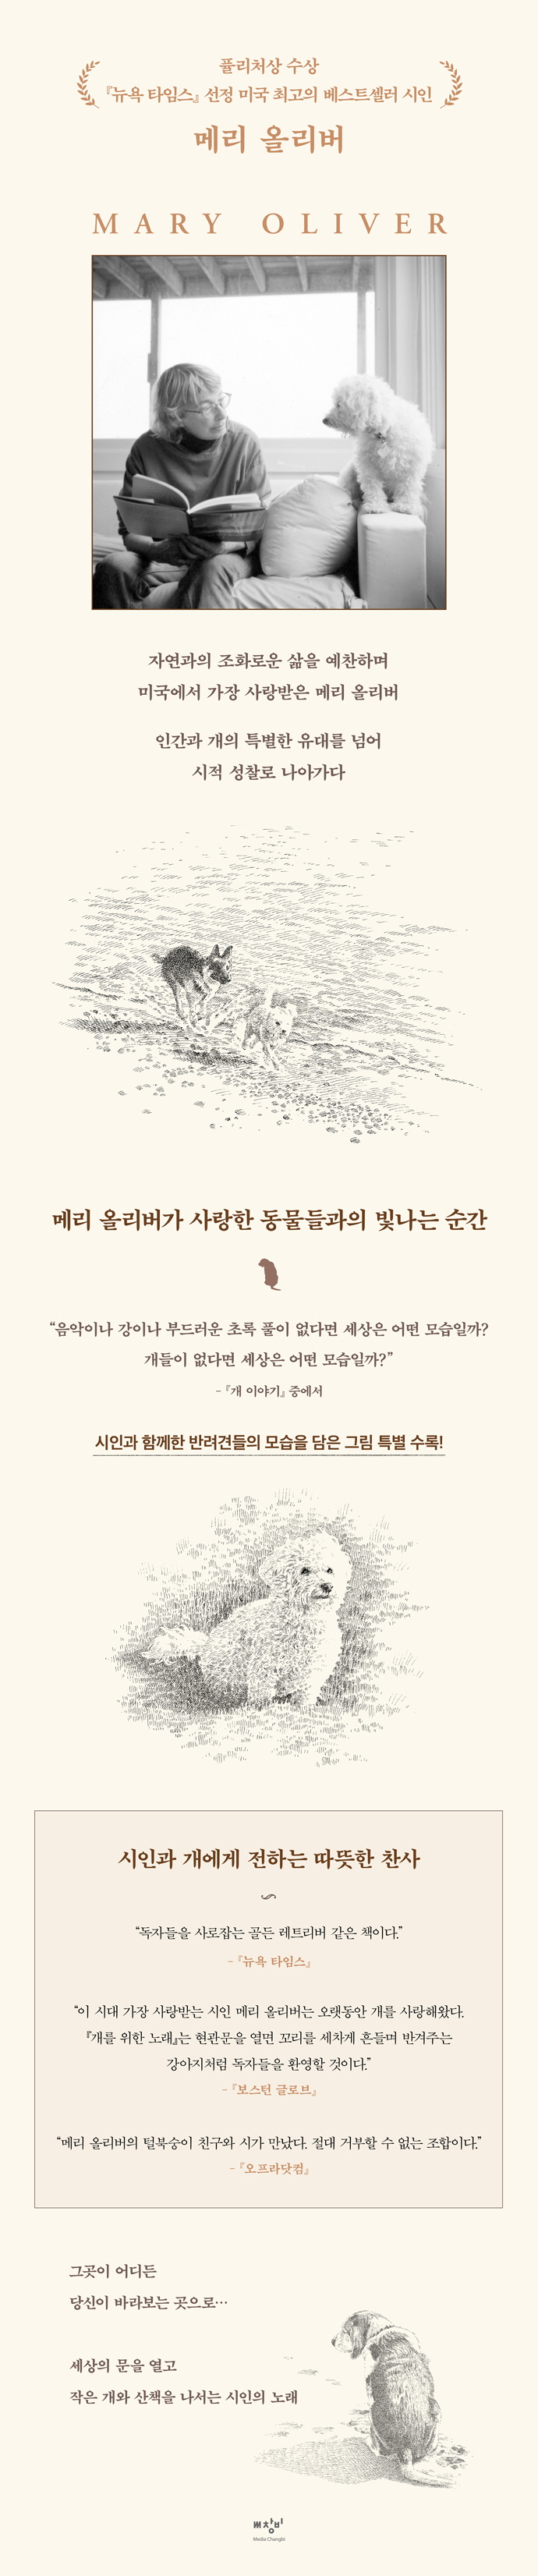 퓰리처상 수상
『뉴욕 타임스』 선정 미국 최고의 베스트셀러 시인
메리 올리버
MARY OLIVER
자연과의 조화로운 삶을 예찬하며
미국에서 가장 사랑받은 메리 올리버
인간과 개의 특별한 유대를 넘어
시적 성찰로 나아가다
메리 올리버가 사랑한 동물들과의 빛나는 순간
“음악이나 강이나 부드러운 초록 풀이 없다면 세상은 어떤 모습일까?
개들이 없다면 세상은 어떤 모습일까?”
- 『개 이야기』 중에서
시인과 함께한 반려견들의 모습을 담은 그림 특별 수록!
시인과 개에게 전하는 따뜻한 찬사
“독자들을 사로잡는 골든 레트리버 같은 책이다.”
- 『뉴욕 타임스』
“이 시대 가장 사랑받는 시인 메리 올리버는 오랫동안 개를 사랑해왔다.
『개를 위한 노래』는 현관문을 열면 꼬리를 세차게 흔들며 반겨주는
강아지처럼 독자들을 환영할 것이다.”
- 『보스턴 글로브』
“메리 올리버의 털북숭이 친구와 시가 만났다. 절대 거부할 수 없는 조합이다.”
- 『오프라닷컴』
그곳이 어디든
당신이 바라보는 곳으로…
세상의 문을 열고
작은 개와 산책을 나서는 시인의 노래
창비
Media Changbi